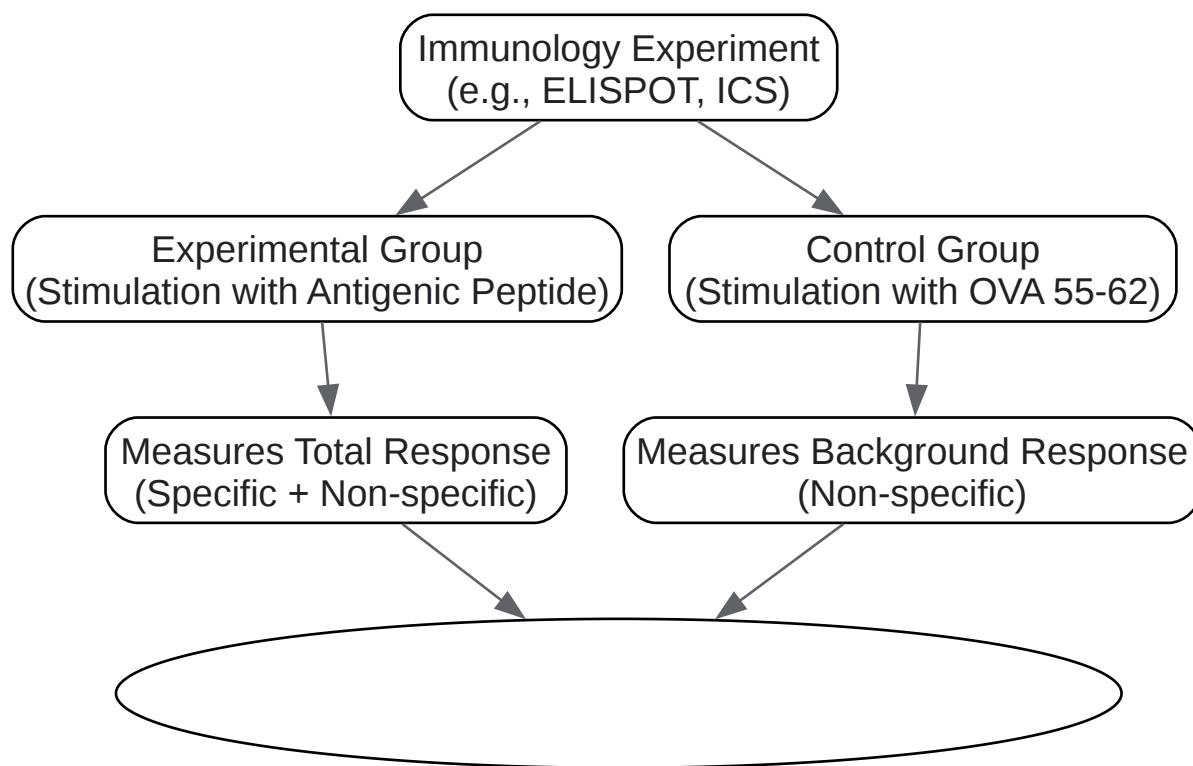 Immunology Experiment
(e.g., ELISPOT, ICS)
Experimental Group
(Stimulation with Antigenic Peptide)
Control Group
(Stimulation with OVA 55-62)
Measures Total Response
(Specific + Non-specific)
Measures Background Response
(Non-specific)